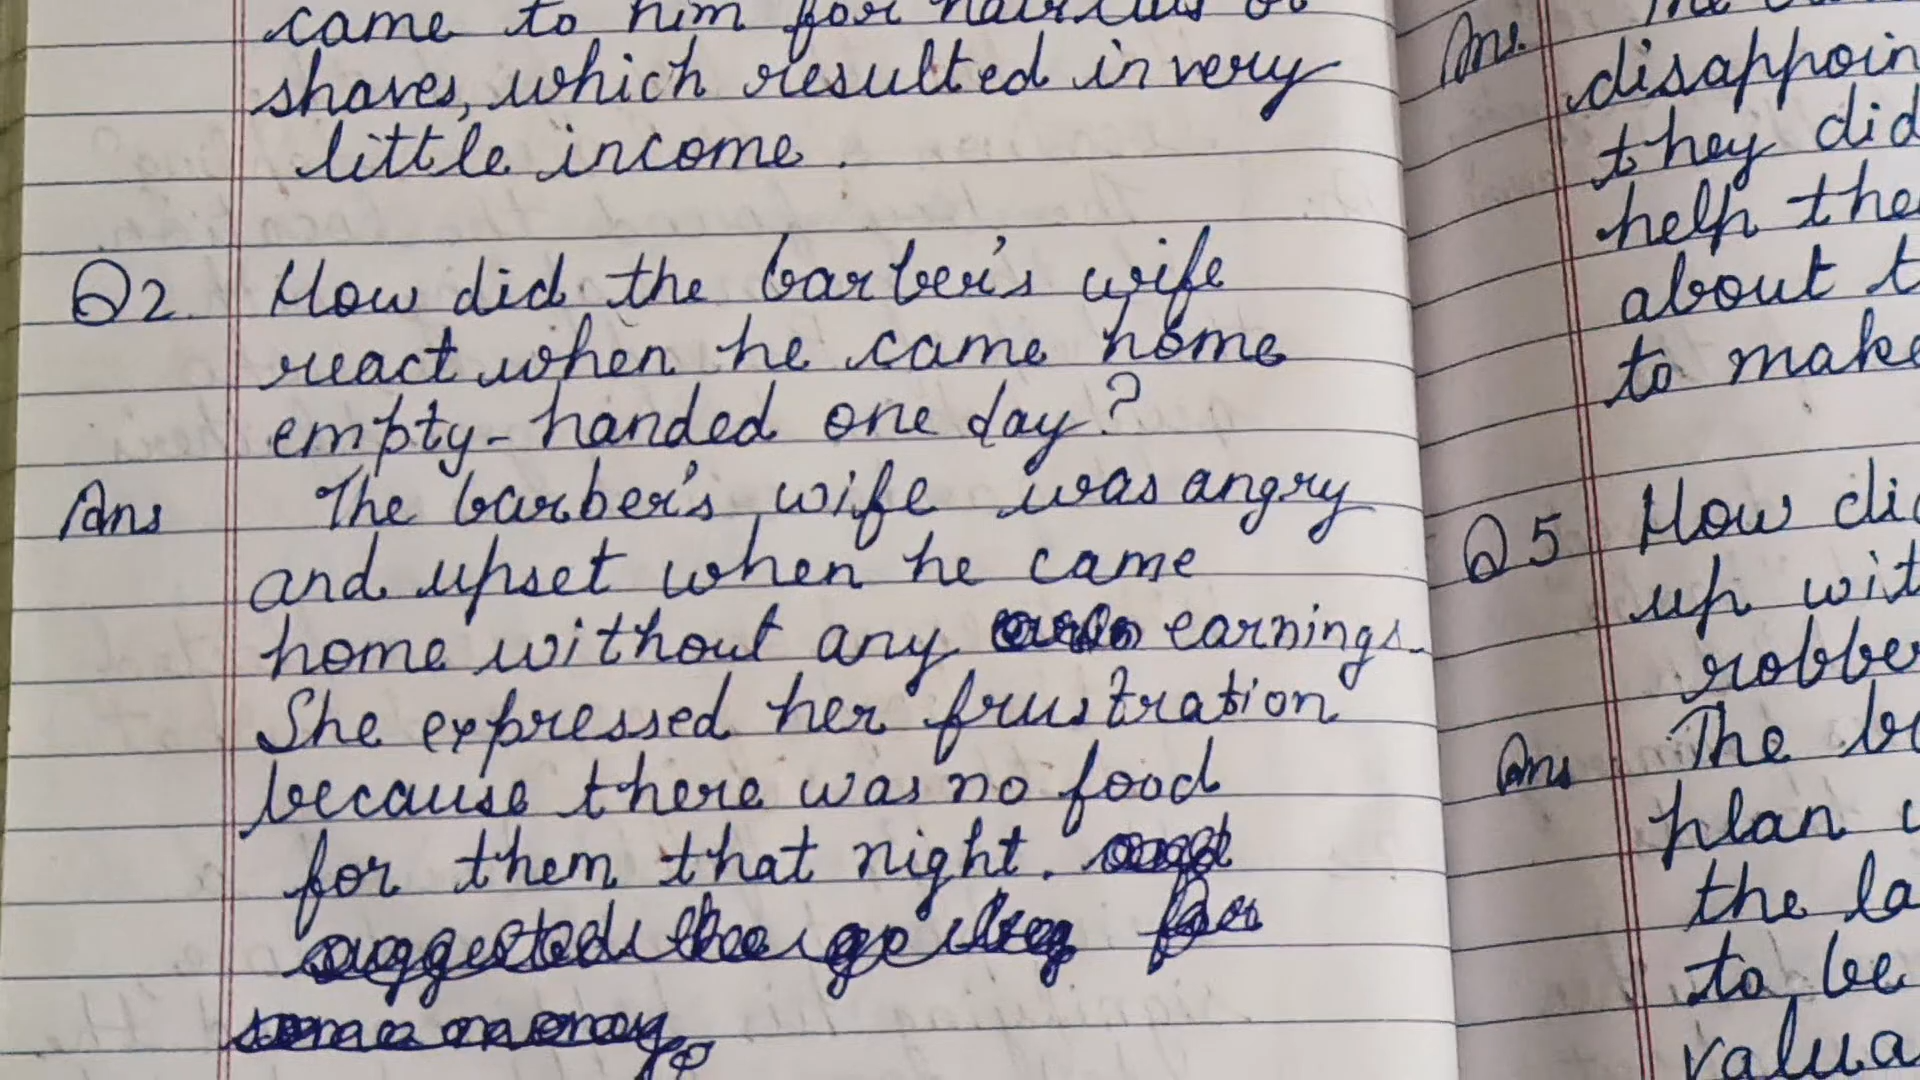 came to him for haircuts or
shaves, which resulted in very
little income.
Q2. How did the barber's wife
react when he came home
empty-handed one day?
Ans The barber's wife was angry
and upset when he came
home without any earnings.
She expressed her frustration
because there was no food
for them that night.
Ans.
disappoin
they did
help the
about t
to make
Q5 How did
up wit
robbe
Ans The b
plan
the la
to be
valua